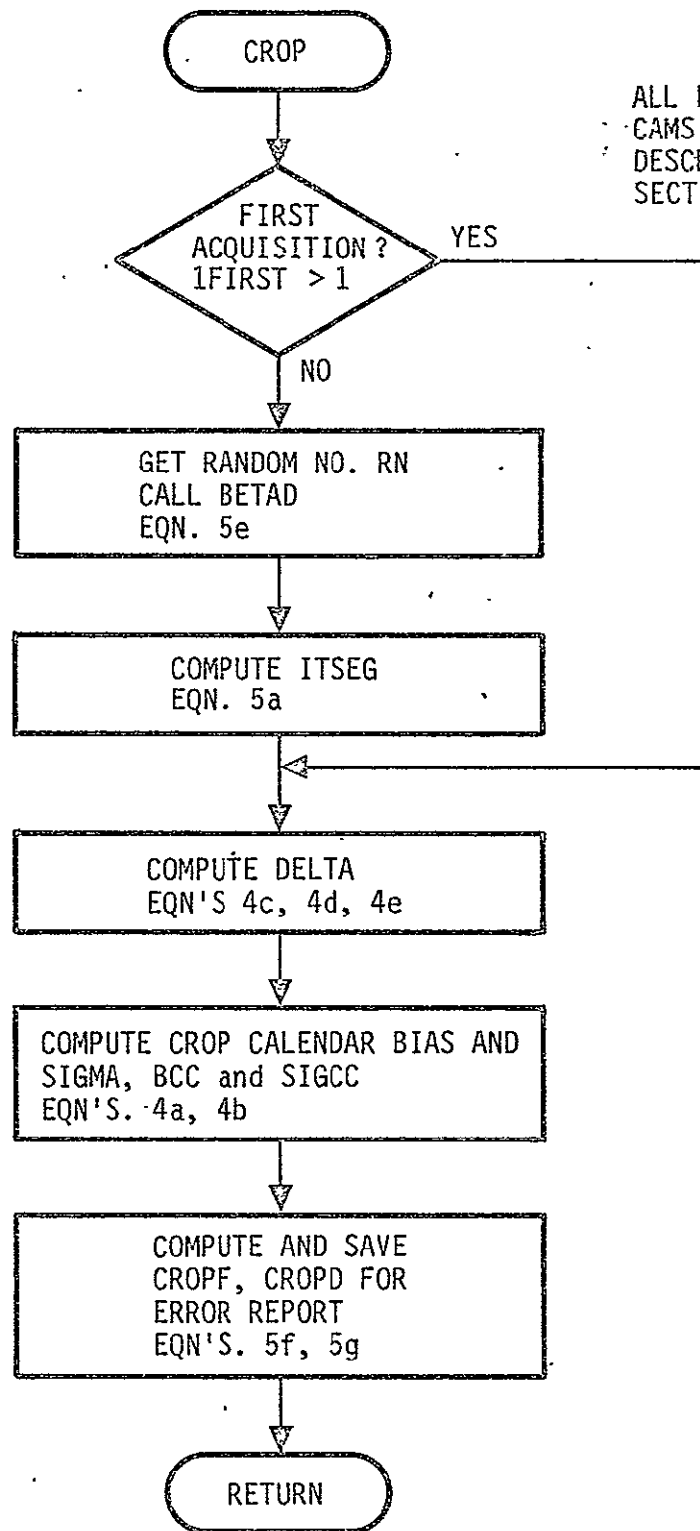 CROP
ALL
CAMS
SECT
FIRST
ACQUISITION?
1FIRST > 1
YES
NO
GET RANDOM NO. RN
CALL BETAD
EQN. 5e
COMPUTE ITSEG
EQN. 5a
COMPUTE DELTA
EQN'S 4c, 4d, 4e
COMPUTE CROP CALENDAR BIAS AND
SIGMA, BCC and SIGCC
EQN'S. 4a, 4b
COMPUTE AND SAVE
CROPF, CROPD FOR
ERROR REPORT
EQN'S. 5f, 5g
RETURN